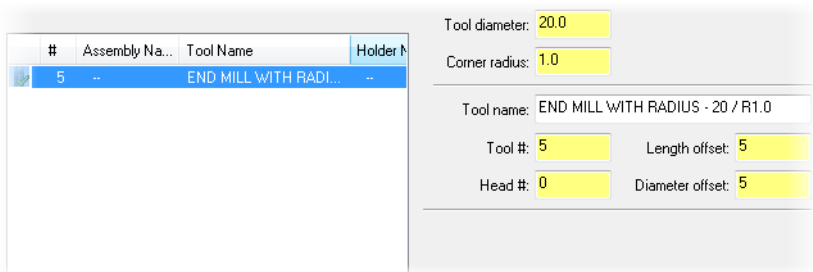 # Assembly Na... Tool Name Holder N
5 -- END MILL WITH RADI... --
Tool diameter: 20.0
Corner radius: 1.0
Tool name: END MILL WITH RADIUS - 20 / R1.0
Tool #: 5 Length offset: 5
Head #: 0 Diameter offset: 5